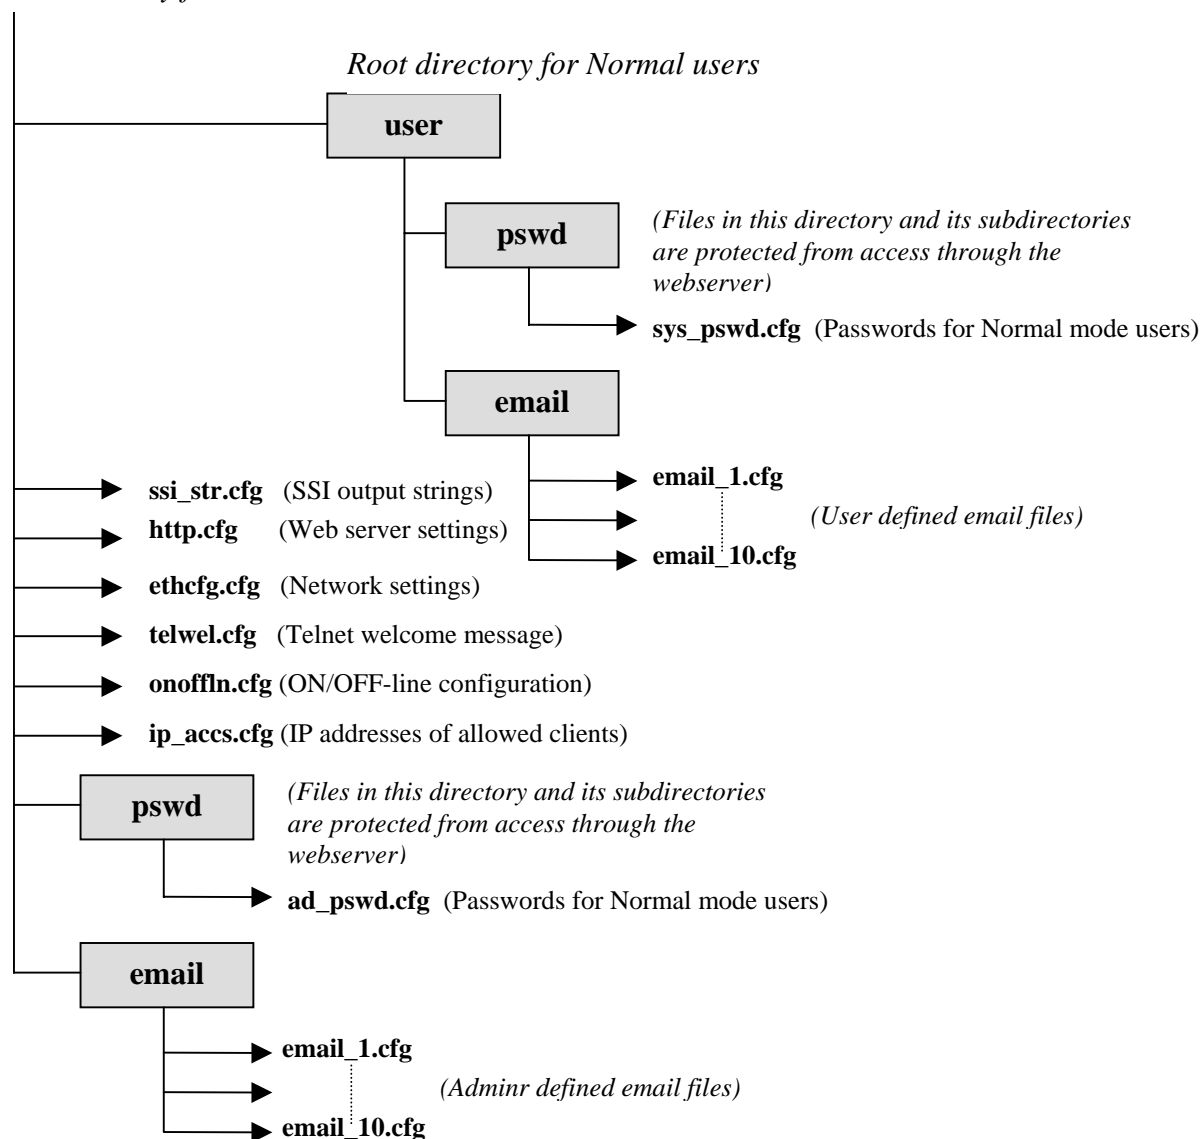 Root directory for Normal users
user
pswd
(Files in this directory and its subdirectories
are protected from access through the
webserver)
sys_pswd.cfg (Passwords for Normal mode users)
email
email_1.cfg
(User defined email files)
email_10.cfg
ssi_str.cfg (SSI output strings)
http.cfg (Web server settings)
ethcfg.cfg (Network settings)
telwel.cfg (Telnet welcome message)
onoffln.cfg (ON/OFF-line configuration)
ip_accs.cfg (IP addresses of allowed clients)
pswd
(Files in this directory and its subdirectories
are protected from access through the
webserver)
ad_pswd.cfg (Passwords for Normal mode users)
email
email_1.cfg
(Adminr defined email files)
email_10.cfg